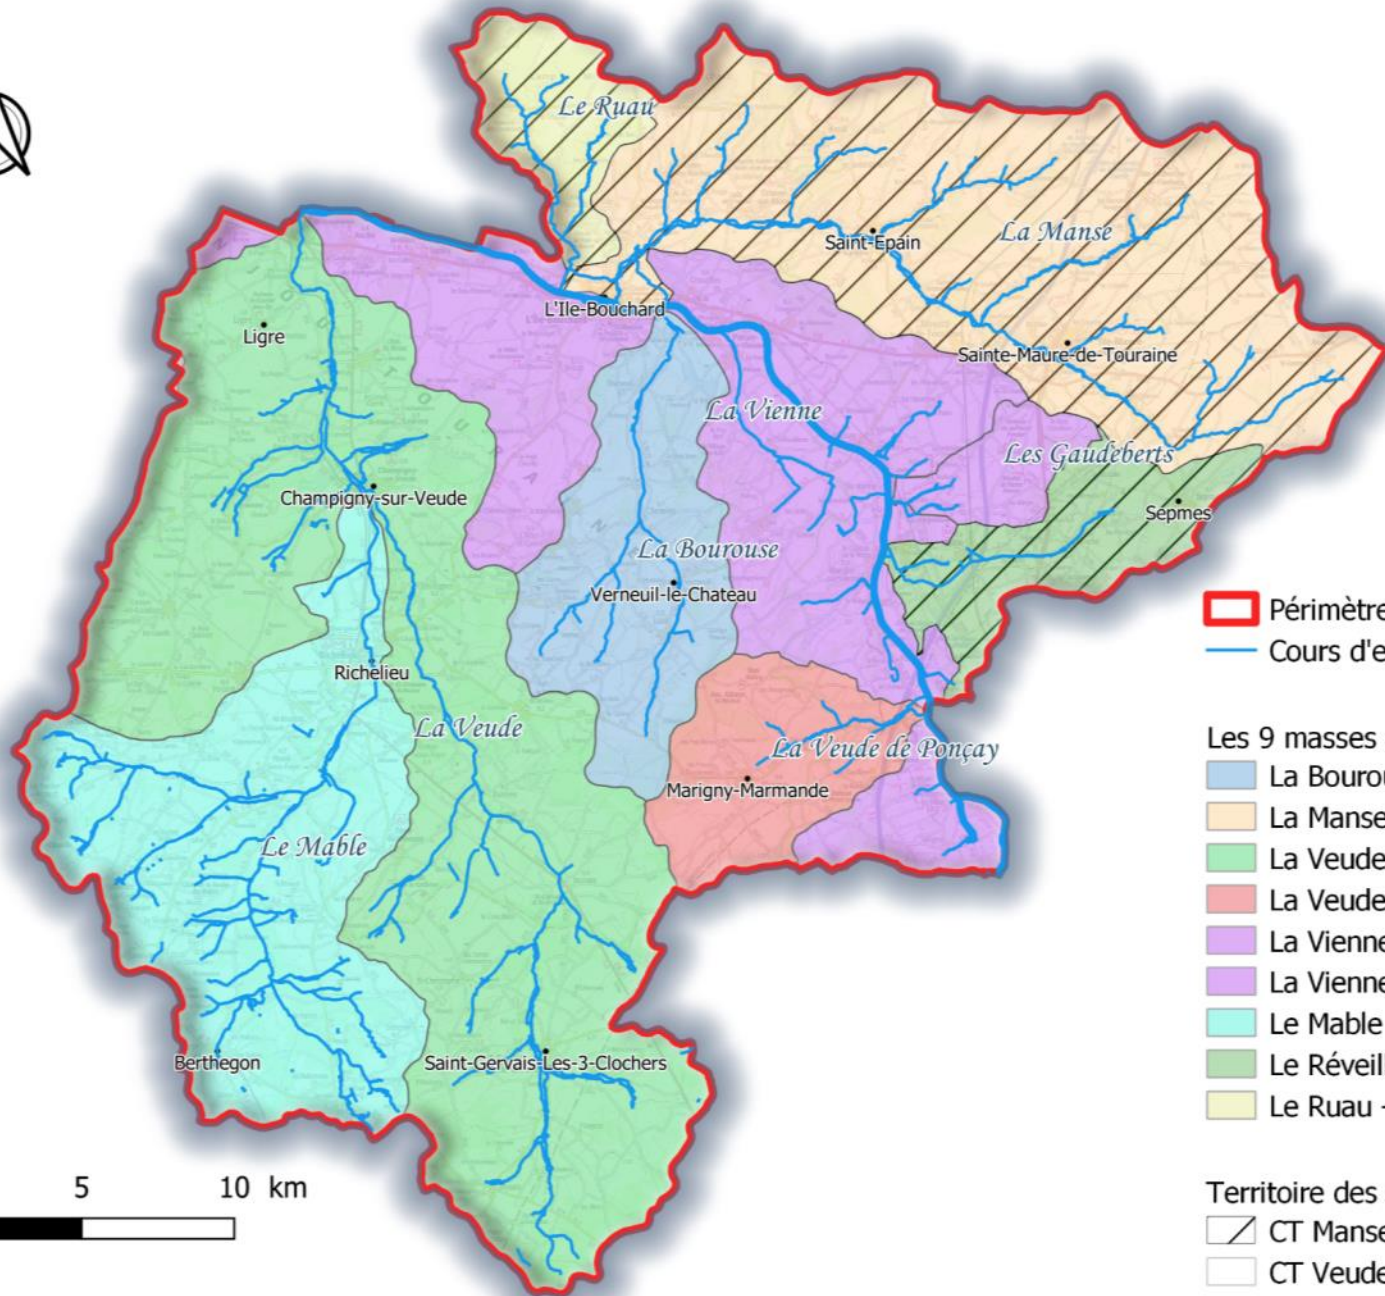 Le Ruau
Saint-Epain
La Manse
L'Ile-Bouchard
Ligre
Sainte-Maure-de-Touraine
La Vienne
Les Gaudeberts
Champigny-sur-Veude
Sepmes
La Bourouse
Verneuil-le-Chateau
Richelieu
La Veude
La Veude de Ponçay
Marigny-Marmande
Le Mable
Berthegon
Saint-Gervais-Les-3-Clochers
5 10 km
Périmètre
Cours d'e
Les 9 masses
La Bourou
La Manse
La Veude
La Veude
La Vienne
La Vienne
Le Mable
Le Réveil
Le Ruau -
Territoire des
CT Manse
CT Veude